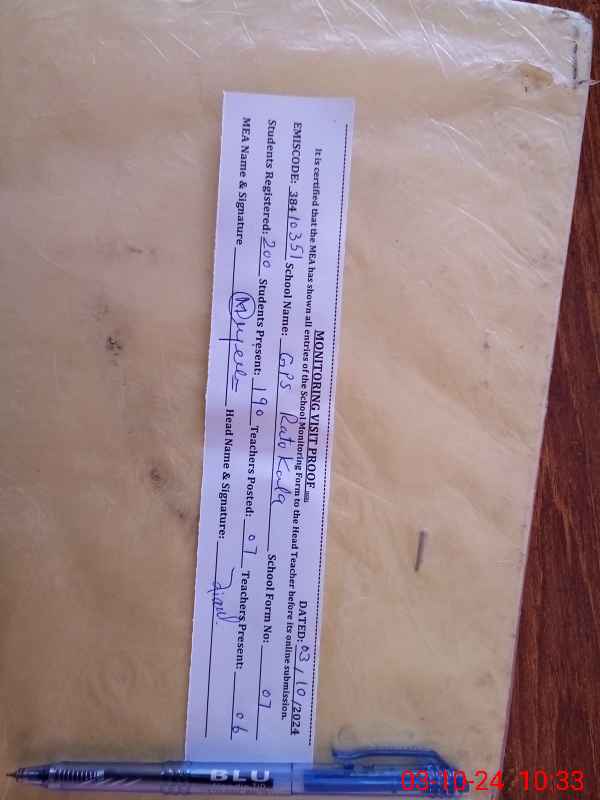 MONITORING VISIT PROOF
DATED: 03/10/2024
It is certified that the MEA has shown all entries of the School Monitoring Form to the Head Teacher before its online submission.
EMISCODE: 38410351 School Name: GPS Rato Kala School Form No: 07
Students Registered: 200 Students Present: 190 Teachers Posted: 07 Teachers Present: 06
MEA Name & Signature Head Name & Signature:
BLU
03-10-24 10:33